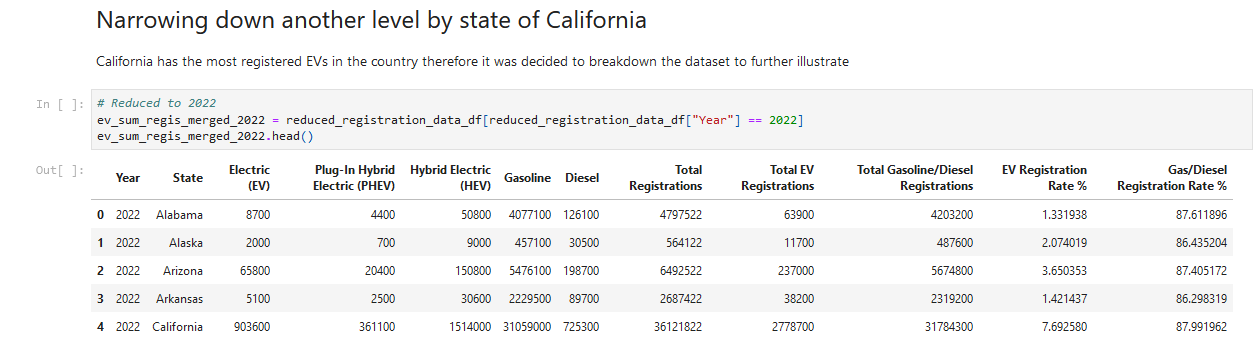 Narrowing down another level by state of California
California has the most registered EVs in the country therefore it was decided to breakdown the dataset to further illustrate
In [ ]: # Reduced to 2022
ev_sum_regis_merged_2022 = reduced_registration_data_df[reduced_registration_data_df["Year"] == 2022]
ev_sum_regis_merged_2022.head()
Out[ ]:
Year State Electric (EV) Plug-In Hybrid Electric (PHEV) Hybrid Electric (HEV) Gasoline Diesel Total Registrations Total EV Registrations Total Gasoline/Diesel Registrations EV Registration Rate % Gas/Diesel Registration Rate %
0 2022 Alabama 8700 4400 50800 4077100 126100 4797522 63900 4203200 1.331938 87.611896
1 2022 Alaska 2000 700 9000 457100 30500 564122 11700 487600 2.074019 86.435204
2 2022 Arizona 65800 20400 150800 5476100 198700 6492522 237000 5674800 3.650353 87.405172
3 2022 Arkansas 5100 2500 30600 2229500 89700 2687422 38200 2319200 1.421437 86.298319
4 2022 California 903600 361100 1514000 31059000 725300 36121822 2778700 31784300 7.692580 87.991962